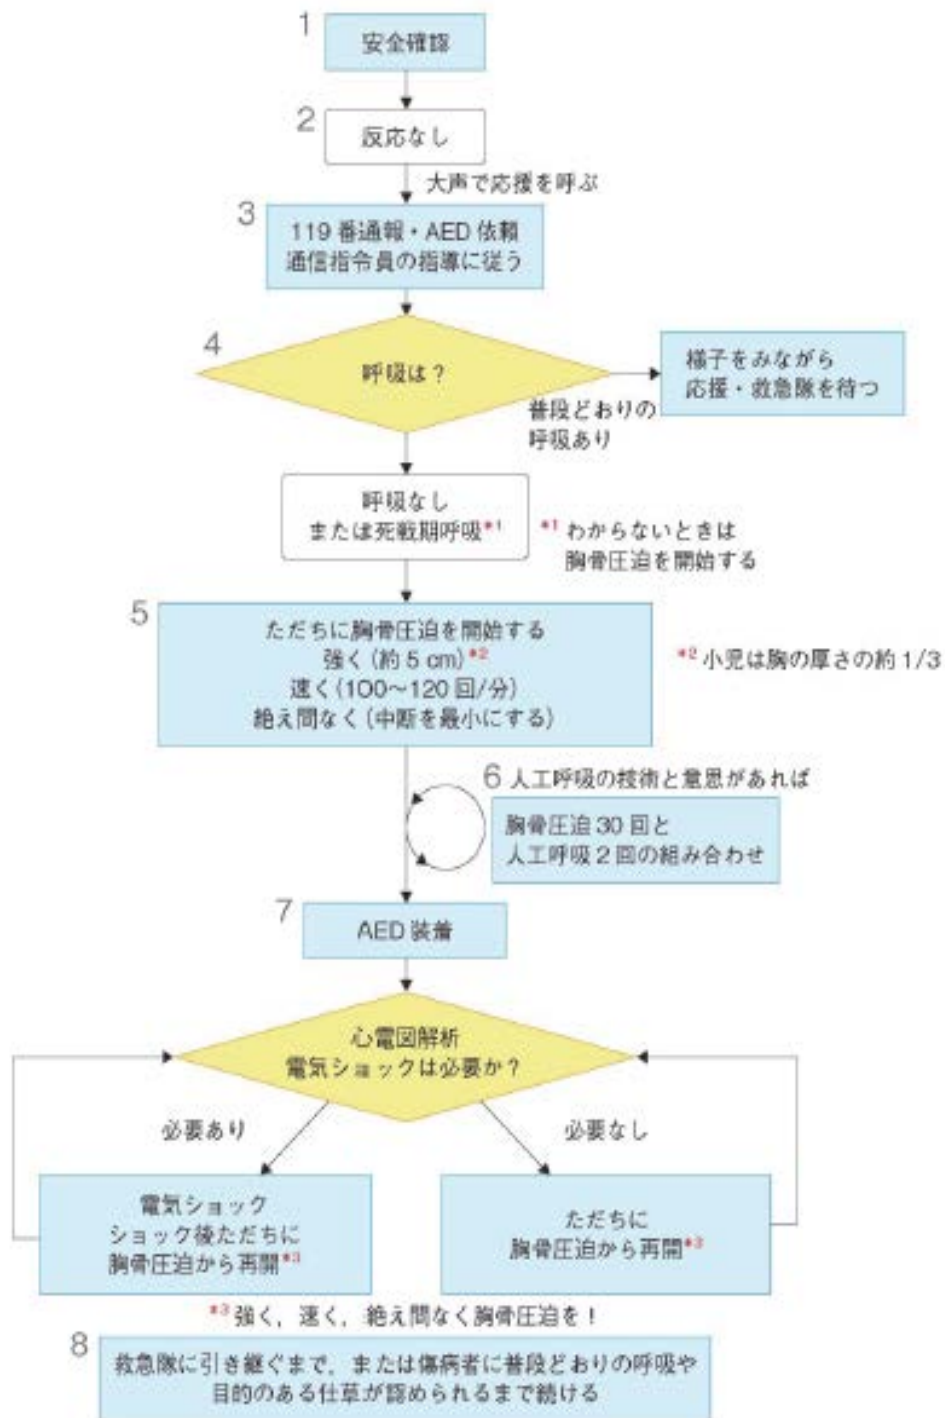 1
安全確認
2
反応なし
大声で応援を呼ぶ
3
119番通報・AED依頼
通信指令員の指導に従う
4
呼吸は？
普段どおりの
呼吸あり
様子をみながら
応援・救急隊を待つ
呼吸なし
または死戦期呼吸*1
*1 わからないときは
胸骨圧迫を開始する
5
ただちに胸骨圧迫を開始する
強く（約5 cm）*2
速く（100〜120回/分）
絶え間なく（中断を最小にする）
*2 小児は胸の厚さの約1/3
6 人工呼吸の技術と意思があれば
胸骨圧迫30回と
人工呼吸2回の組み合わせ
7
AED装着
心電図解析
電気ショックは必要か？
必要あり
必要なし
電気ショック
ショック後ただちに
胸骨圧迫から再開*3
ただちに
胸骨圧迫から再開*3
*3 強く，速く，絶え間なく胸骨圧迫を！
8
救急隊に引き継ぐまで，または傷病者に普段どおりの呼吸や
目的のある仕草が認められるまで続ける